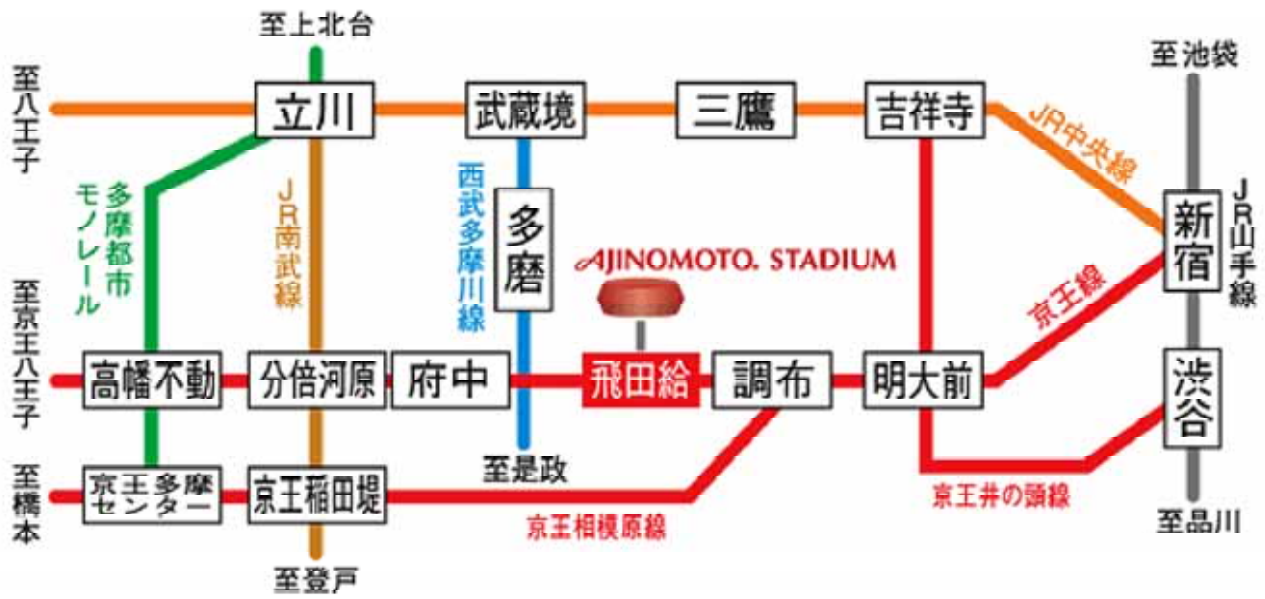 至上北台
至池袋
至八王子
立川
武蔵境
三鷹
吉祥寺
JR中央線
多摩都市
モノレール
JR南武線
西武多摩川線
多磨
AJINOMOTO. STADIUM
新宿
JR山手線
京王線
至京王八王子
高幡不動
分倍河原
府中
飛田給
調布
明大前
渋谷
至橋本
京王多摩
センター
京王稲田堤
至是政
京王相模原線
京王井の頭線
至品川
至登戸